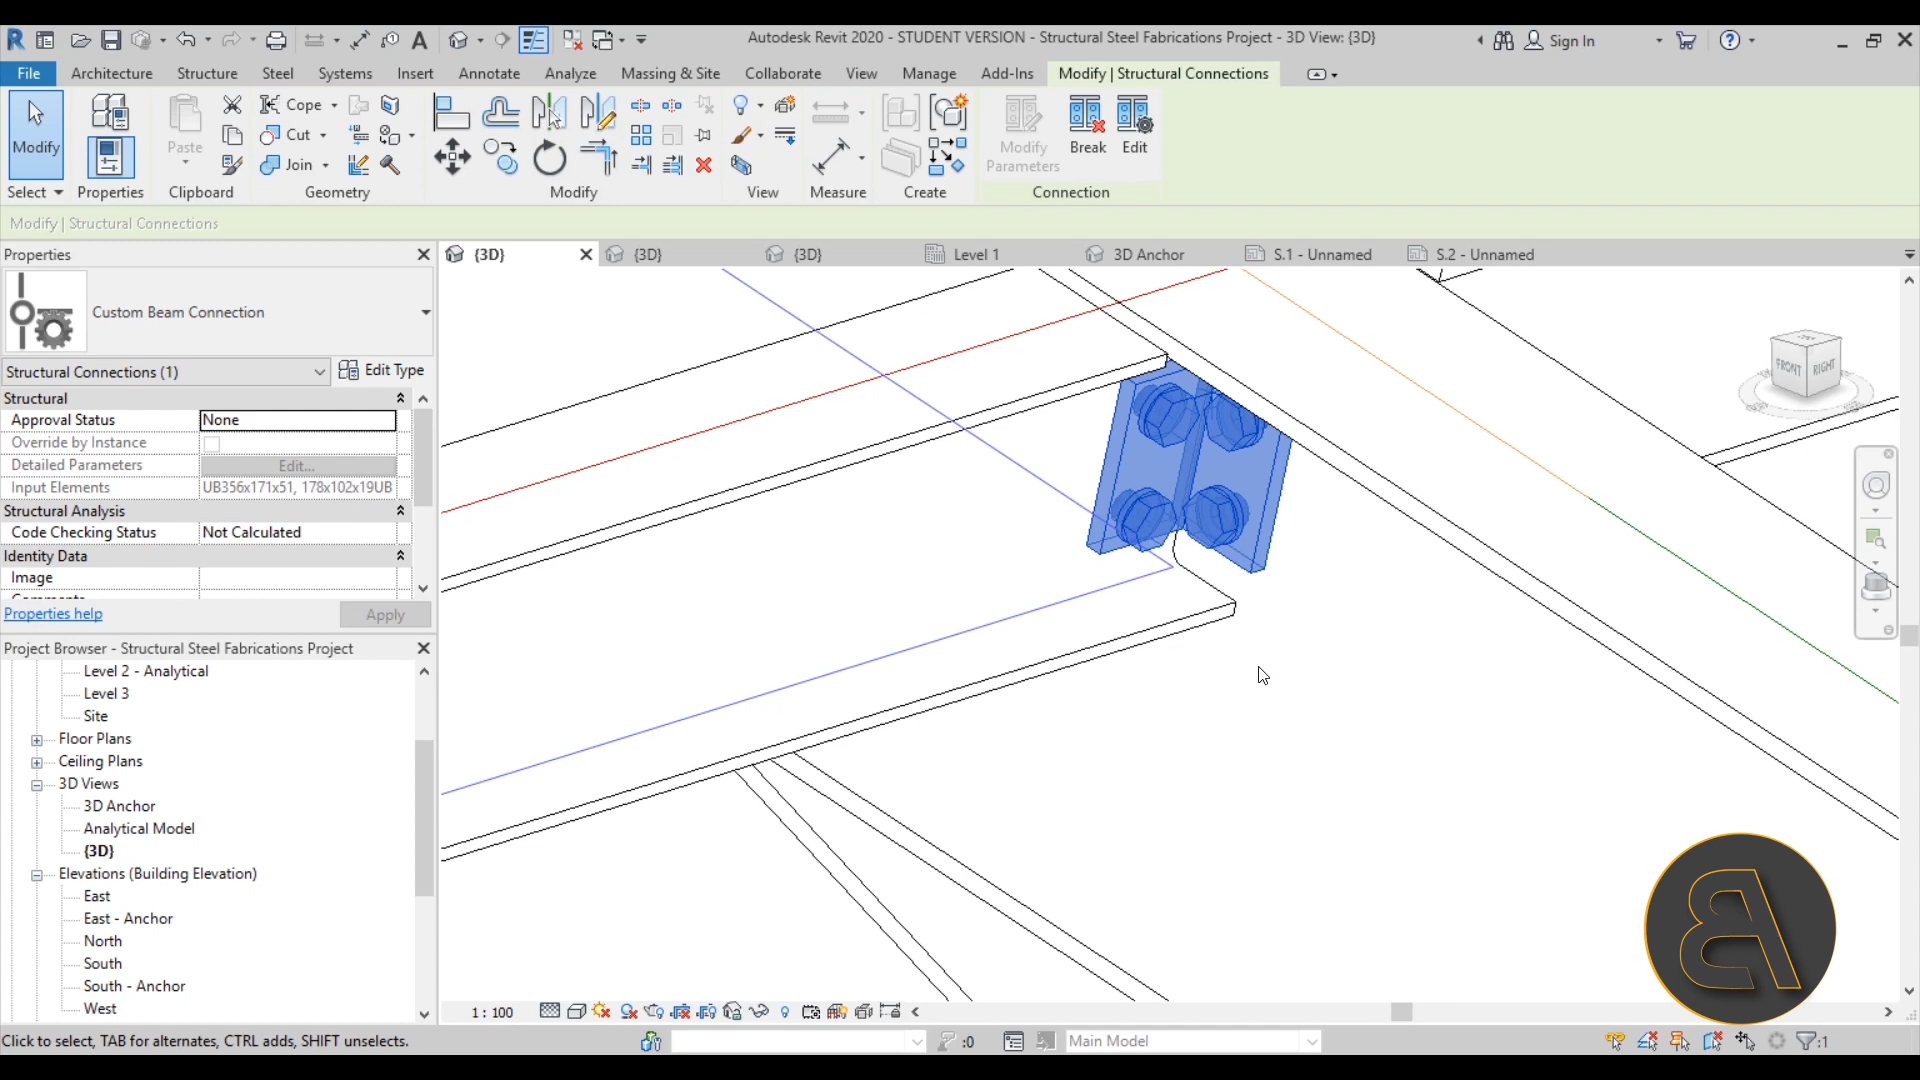 Autodesk Revit 2020 - STUDENT VERSION - Structural Steel Fabrications Project - 3D View: {3D}
Sign In
File Architecture Structure Steel Systems Insert Annotate Analyze Massing & Site Collaborate View Manage Add-Ins Modify | Structural Connections
Modify
Paste
Cope
Cut
Join
Modify Parameters
Break
Edit
Select Properties Clipboard Geometry Modify View Measure Create Connection
Modify | Structural Connections
Properties
{3D} {3D} {3D} Level 1 3D Anchor S.1 - Unnamed S.2 - Unnamed
Custom Beam Connection
Structural Connections (1) Edit Type
Structural
Approval Status None
Override by Instance
Detailed Parameters Edit...
Input Elements UB356x171x51, 178x102x19UB
Structural Analysis
Code Checking Status Not Calculated
Identity Data
Image
Properties help Apply
Project Browser - Structural Steel Fabrications Project
Level 2 - Analytical
Level 3
Site
Floor Plans
Ceiling Plans
3D Views
3D Anchor
Analytical Model
{3D}
Elevations (Building Elevation)
East
East - Anchor
North
South
South - Anchor
West
FRONT RIGHT
1 : 100
Click to select, TAB for alternates, CTRL adds, SHIFT unselects.
:0
Main Model
:1